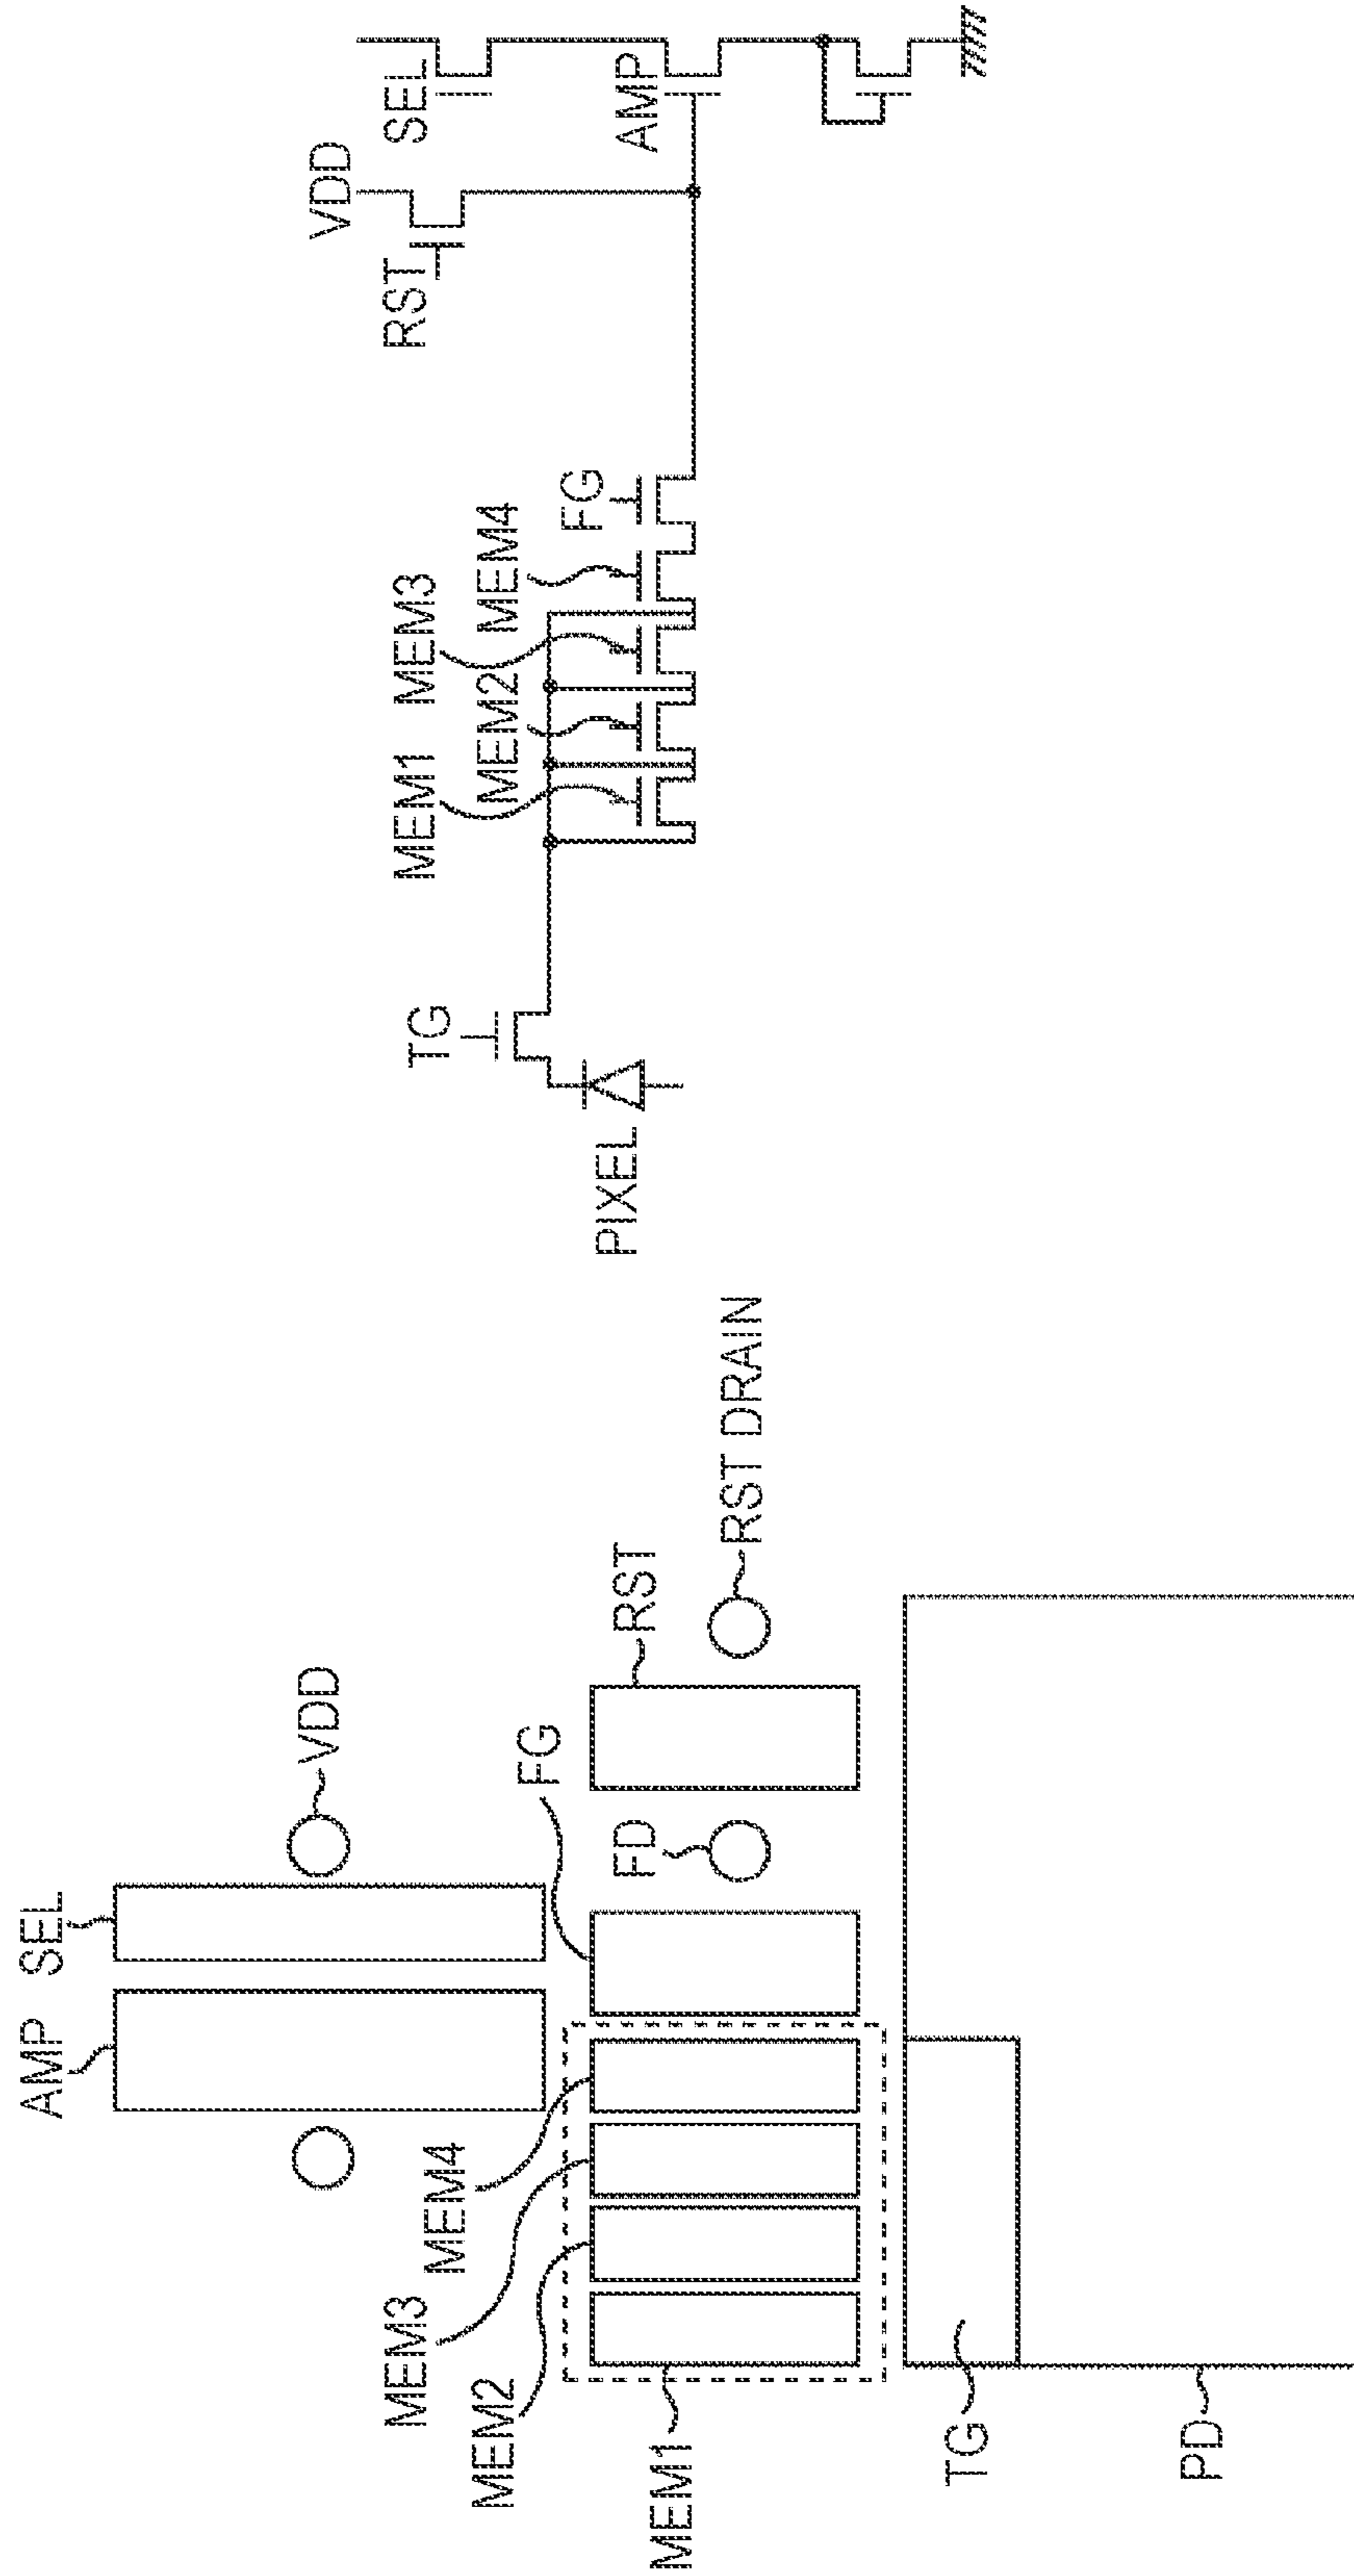 AMP
SEL
VDD
MEM4
MEM3
MEM2
MEM1
FG
FD
RST
RST DRAIN
TG
PD
VDD
SEL
RST
AMP
MEM1
MEM3
MEM2
MEM4
FG
TG
PIXEL